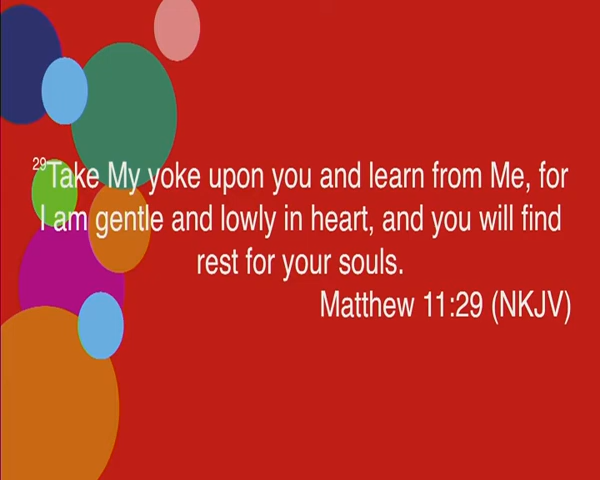 29Take My yoke upon you and learn from Me, for
I am gentle and lowly in heart, and you will find
rest for your souls.
Matthew 11:29 (NKJV)